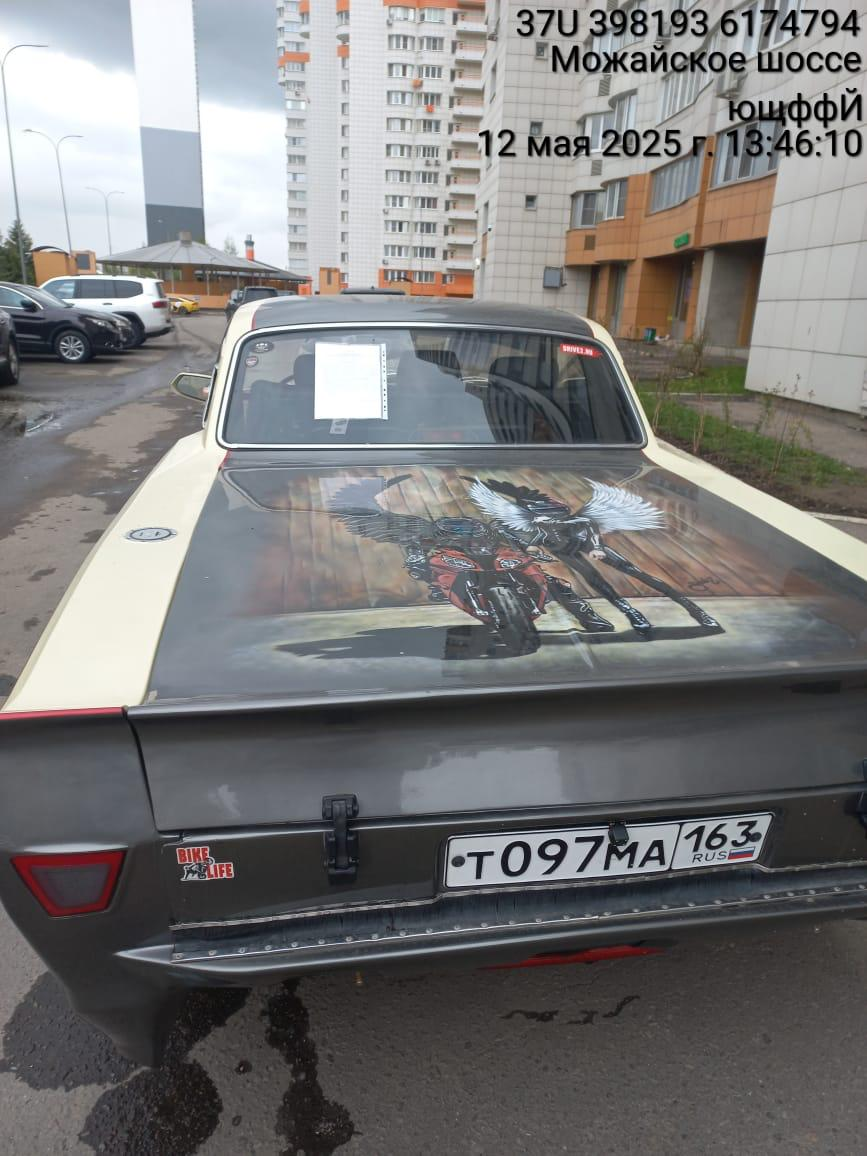 37U 398193 6174794
Можайское шоссе
ющффЙ
12 мая 2025 г. 13:46:10
DRIVE2.RU
BIKE
LIFE
Т097МА 163
RUS